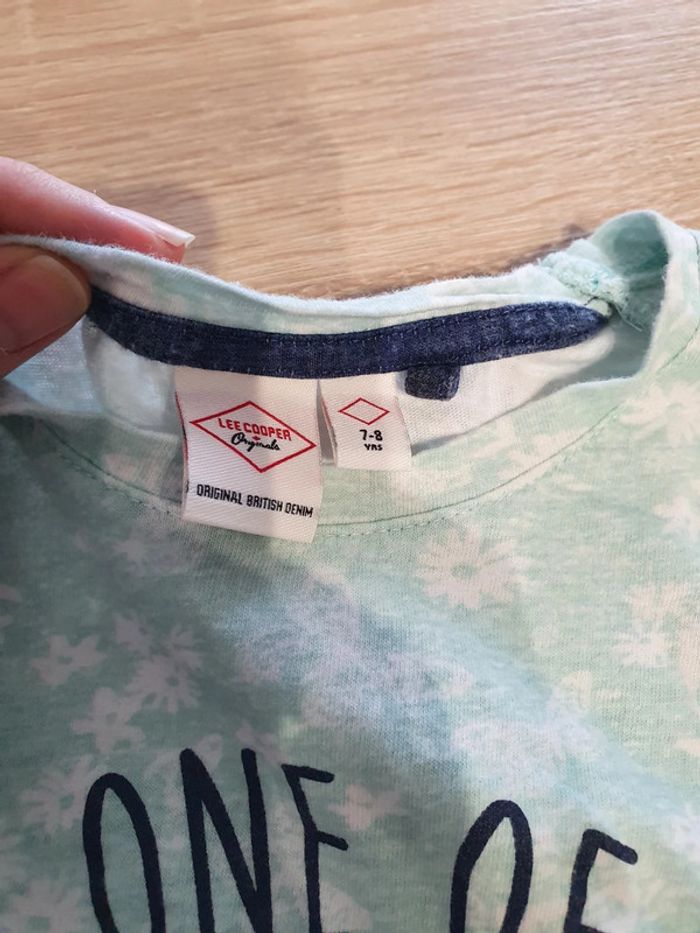 LEE COOPER
Originals
ORIGINAL BRITISH DENIM
7-8
YRS
ONE OF